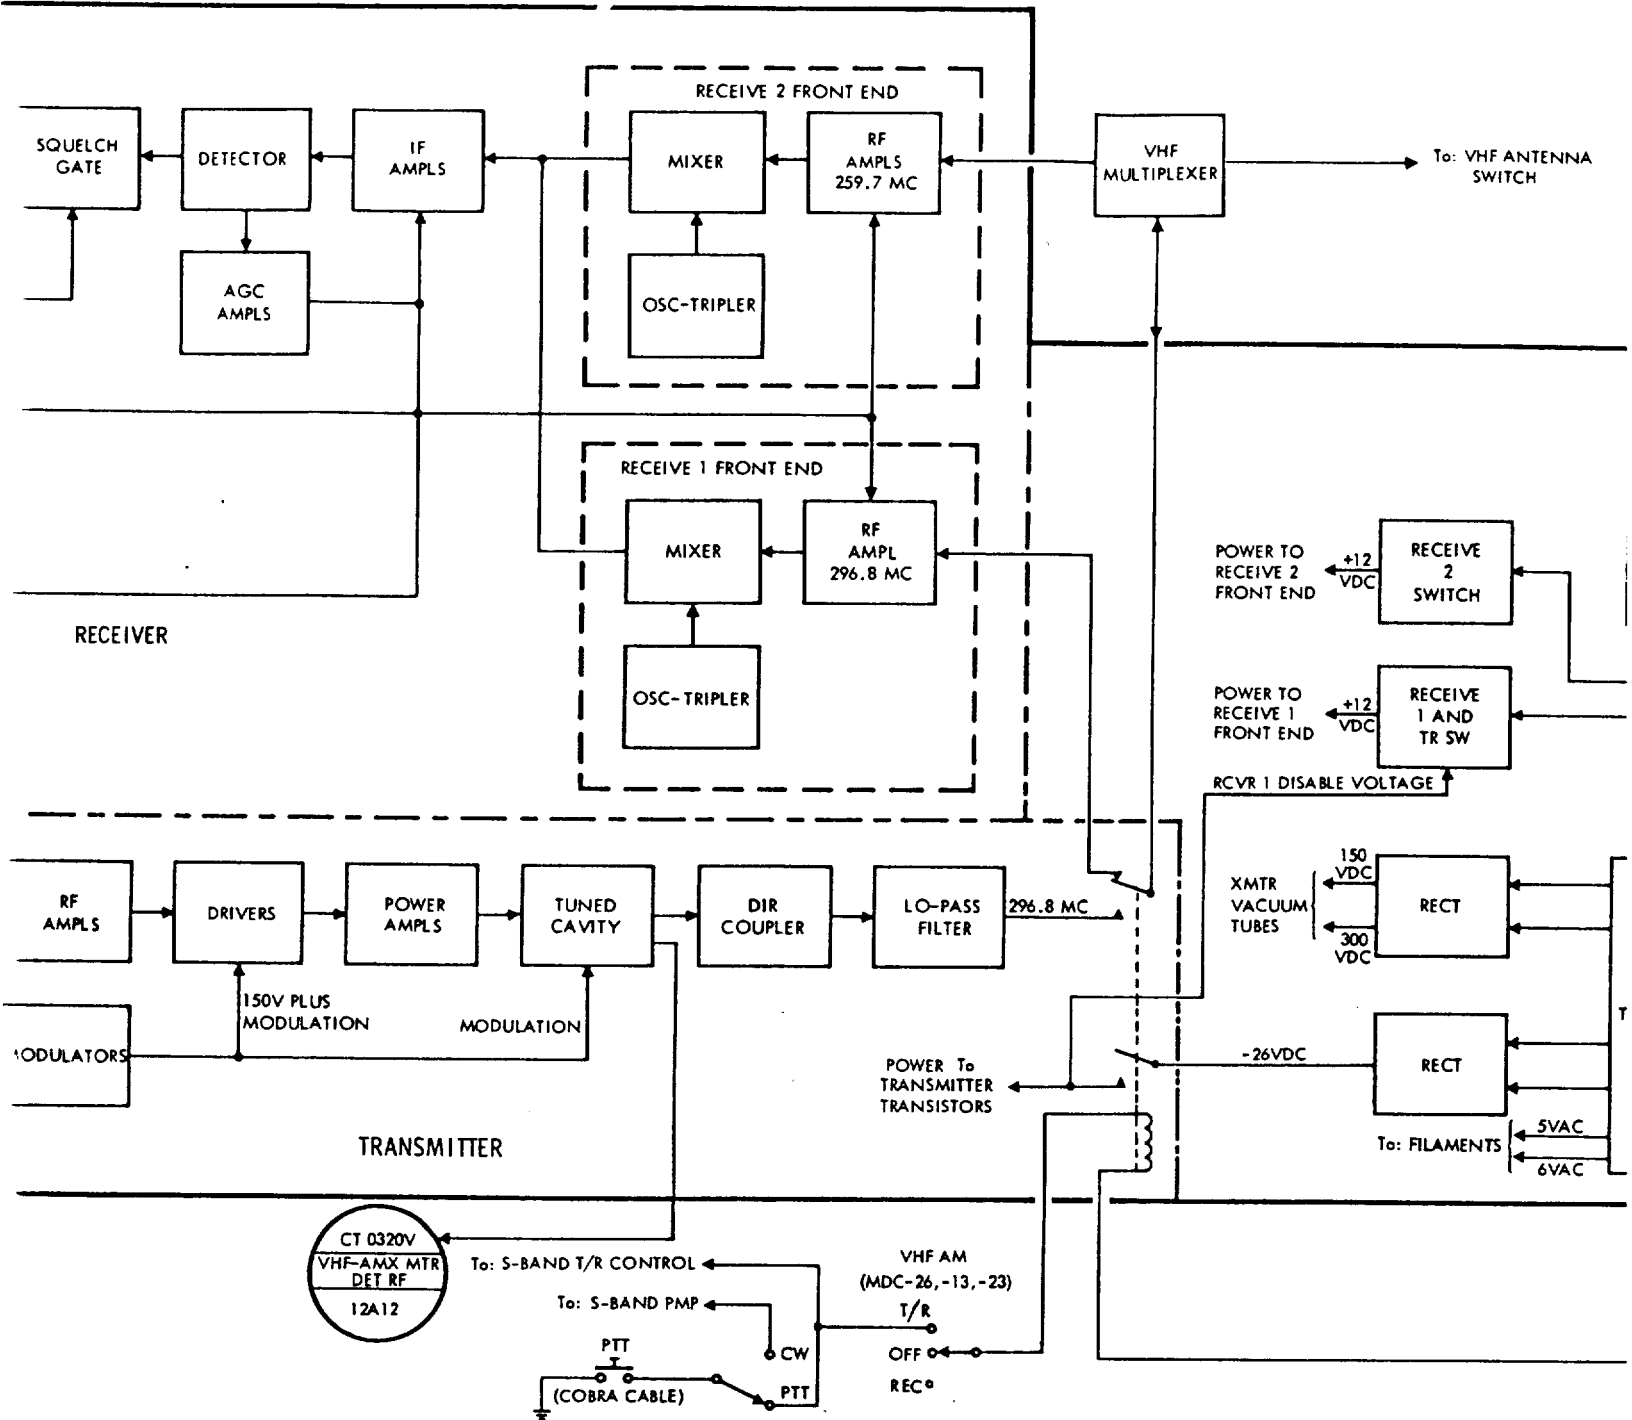 RECEIVE 2 FRONT END
SQUELCH
GATE
DETECTOR
IF
AMPLS
MIXER
RF
AMPLS
259.7 MC
VHF
MULTIPLEXER
To: VHF ANTENNA
SWITCH
AGC
AMPLS
OSC-TRIPLER
RECEIVE 1 FRONT END
MIXER
RF
AMPL
296.8 MC
OSC-TRIPLER
RECEIVER
POWER TO
RECEIVE 2
FRONT END
+12
VDC
RECEIVE
2
SWITCH
POWER TO
RECEIVE 1
FRONT END
+12
VDC
RECEIVE
1 AND
TR SW
RCVR 1 DISABLE VOLTAGE
RF
AMPLS
DRIVERS
POWER
AMPLS
TUNED
CAVITY
DIR
COUPLER
LO-PASS
FILTER
296.8 MC
XMTR
VACUUM
TUBES
150
VDC
300
VDC
RECT
150V PLUS
MODULATION
MODULATION
ODULATORS
POWER To
TRANSMITTER
TRANSISTORS
-26VDC
RECT
T
To: FILAMENTS
5VAC
6VAC
TRANSMITTER
CT 0320V
VHF-AMX MTR
DET RF
12A12
To: S-BAND T/R CONTROL
To: S-BAND PMP
VHF AM
(MDC-26, -13, -23)
T/R
OFF
REC
CW
PTT
PTT
(COBRA CABLE)